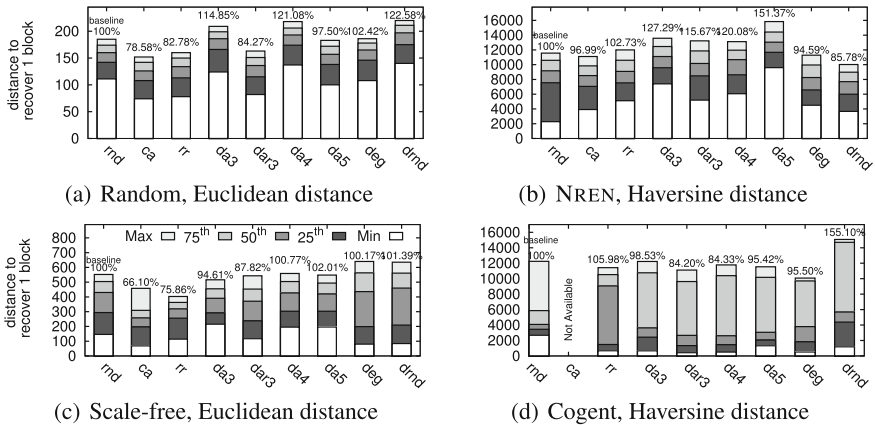 distance to
recover 1 block
200
150
100
50
0
baseline
100%
78.58%
82.78%
114.85%
84.27%
121.08%
97.50%
102.42%
122.58%
rnd
ca
rr
da3
dar3
da4
da5
deg
drnd
(a) Random, Euclidean distance
16000
14000
12000
10000
8000
6000
4000
2000
0
baseline
100%
96.99%
102.73%
127.29%
115.67%
120.08%
151.37%
94.59%
85.78%
rnd
ca
rr
da3
dar3
da4
da5
deg
drnd
(b) NREN, Haversine distance
distance to
recover 1 block
800
700
600
500
400
300
200
100
0
Max 75th 50th 25th Min
baseline
100%
66.10%
75.86%
94.61%
87.82%
100.77%
102.01%
100.17%
101.39%
rnd
ca
rr
da3
dar3
da4
da5
deg
drnd
(c) Scale-free, Euclidean distance
16000
14000
12000
10000
8000
6000
4000
2000
0
baseline
100%
Not Available
105.98%
98.53%
84.20%
84.33%
95.42%
95.50%
155.10%
rnd
ca
rr
da3
dar3
da4
da5
deg
drnd
(d) Cogent, Haversine distance